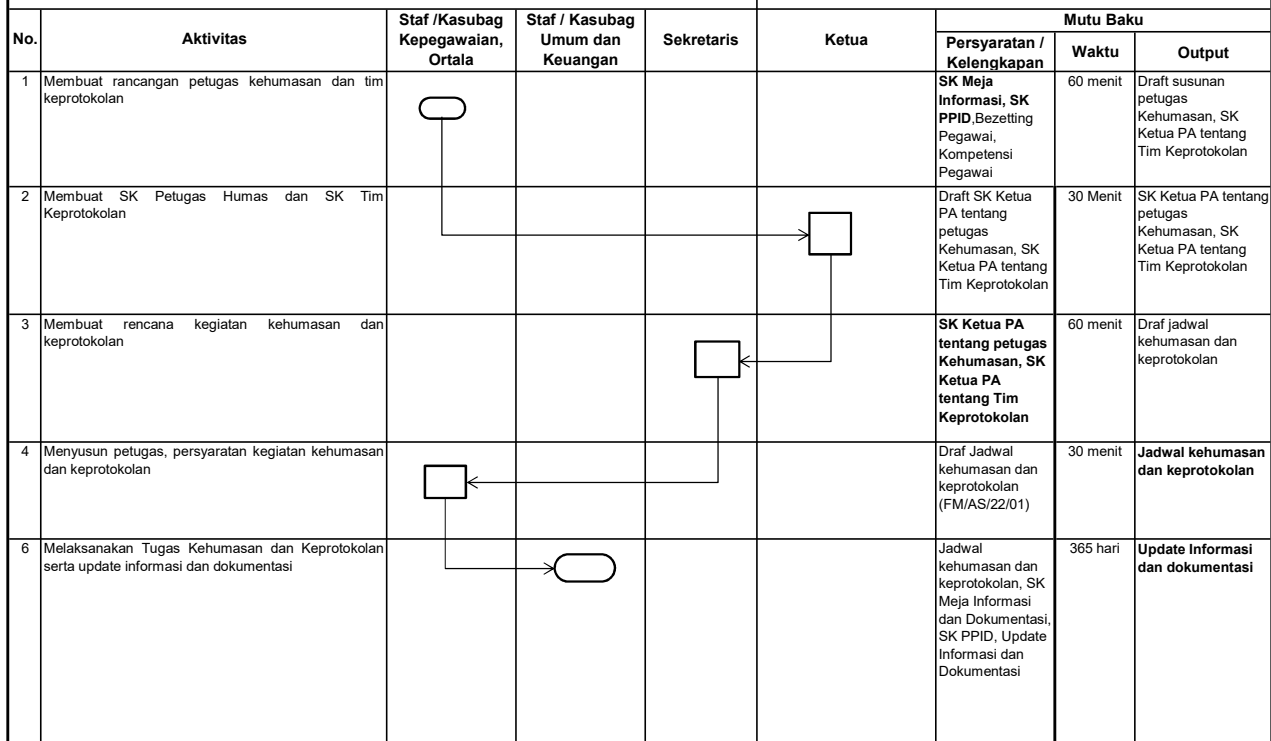 No.
Aktivitas
Staf /Kasubag
Kepegawaian,
Ortala
Staf / Kasubag
Umum dan
Keuangan
Sekretaris
Ketua
Mutu Baku
Persyaratan /
Kelengkapan
Waktu
Output
1
Membuat rancangan petugas kehumasan dan tim
keprotokolan
SK Meja
Informasi, SK
PPID,Bezetting
Pegawai,
Kompetensi
Pegawai
60 menit
Draft susunan
petugas
Kehumasan, SK
Ketua PA tentang
Tim Keprotokolan
2
Membuat SK Petugas Humas dan SK Tim
Keprotokolan
Draft SK Ketua
PA tentang
petugas
Kehumasan, SK
Ketua PA tentang
Tim Keprotokolan
30 Menit
SK Ketua PA tentang
petugas
Kehumasan, SK
Ketua PA tentang
Tim Keprotokolan
3
Membuat rencana kegiatan kehumasan dan
keprotokolan
SK Ketua PA
tentang petugas
Kehumasan, SK
Ketua PA
tentang Tim
Keprotokolan
60 menit
Draf jadwal
kehumasan dan
keprotokolan
4
Menyusun petugas, persyaratan kegiatan kehumasan
dan keprotokolan
Draf Jadwal
kehumasan dan
keprotokolan
(FM/AS/22/01)
30 menit
Jadwal kehumasan
dan keprotokolan
6
Melaksanakan Tugas Kehumasan dan Keprotokolan
serta update informasi dan dokumentasi
Jadwal
kehumasan dan
keprotokolan, SK
Meja Informasi
dan Dokumentasi,
SK PPID, Update
Informasi dan
Dokumentasi
365 hari
Update Informasi
dan dokumentasi